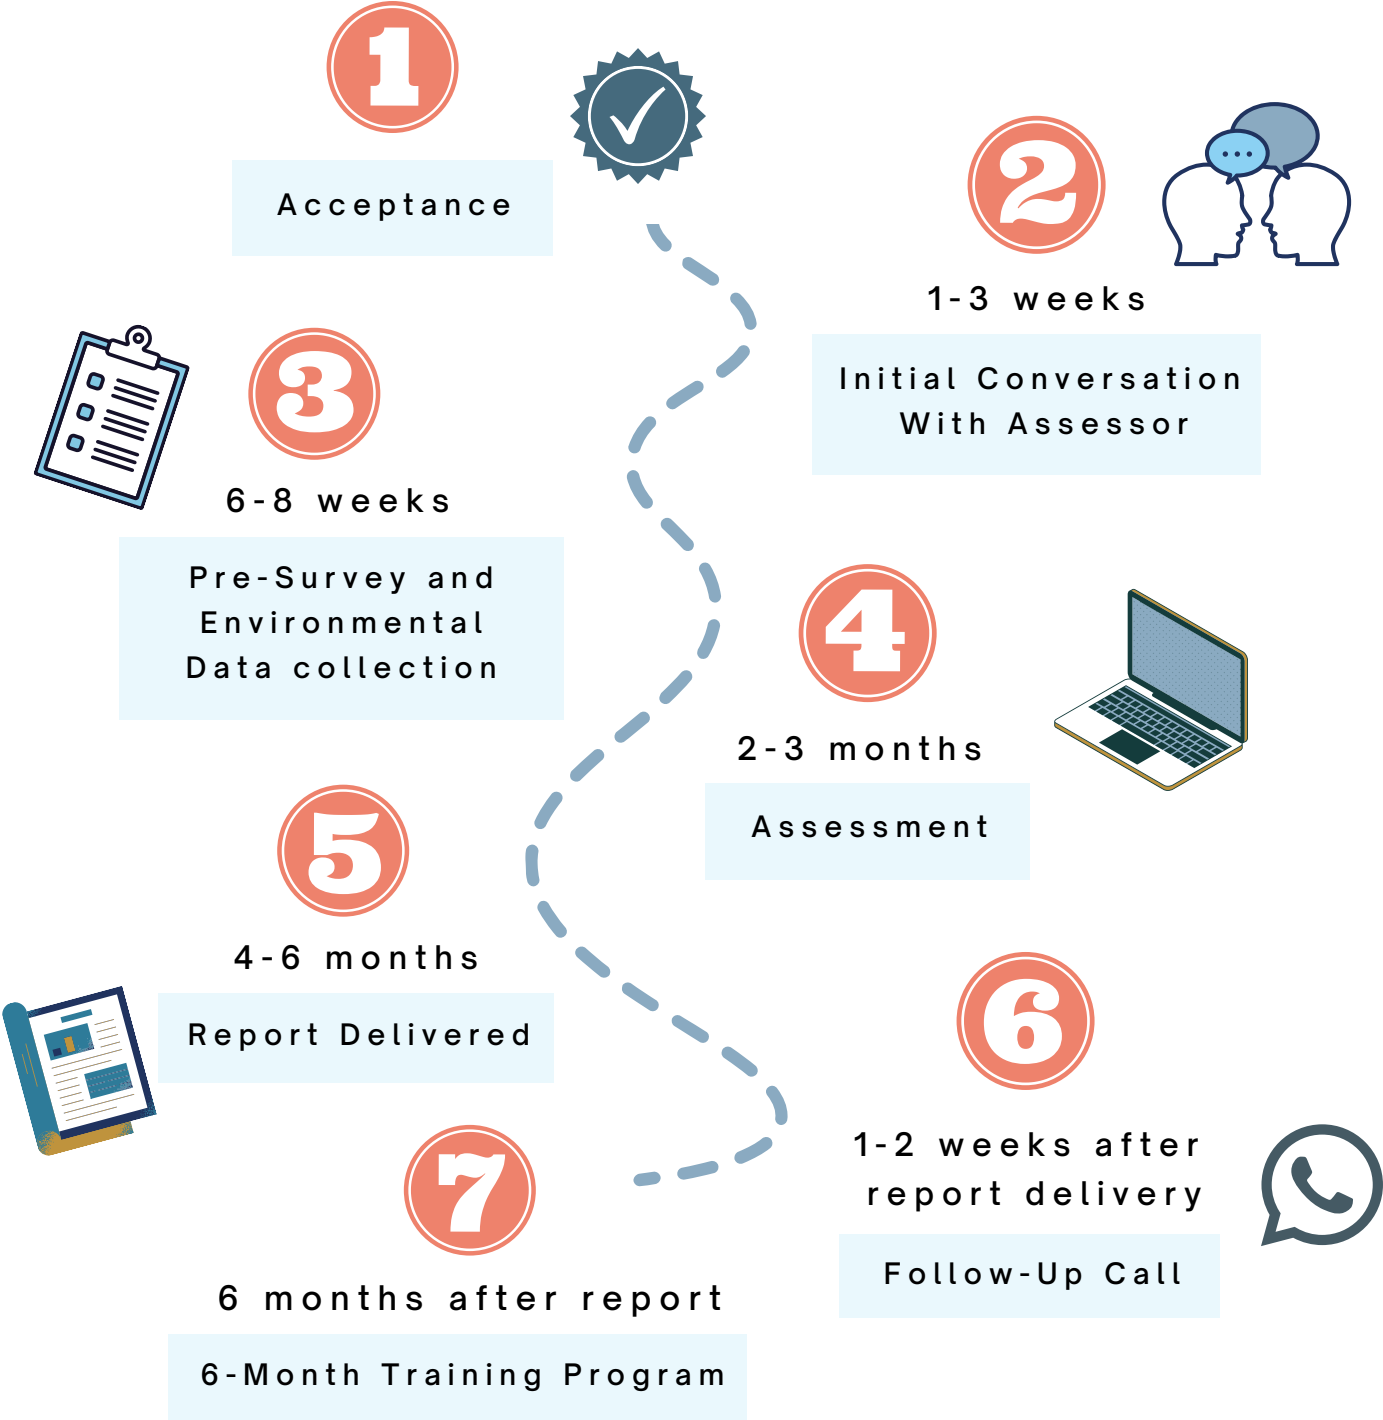 1
Acceptance
2
1-3 weeks
Initial Conversation
With Assessor
3
6-8 weeks
Pre-Survey and
Environmental
Data collection
4
2-3 months
Assessment
5
4-6 months
Report Delivered
6
1-2 weeks after
report delivery
Follow-Up Call
7
6 months after report
6-Month Training Program